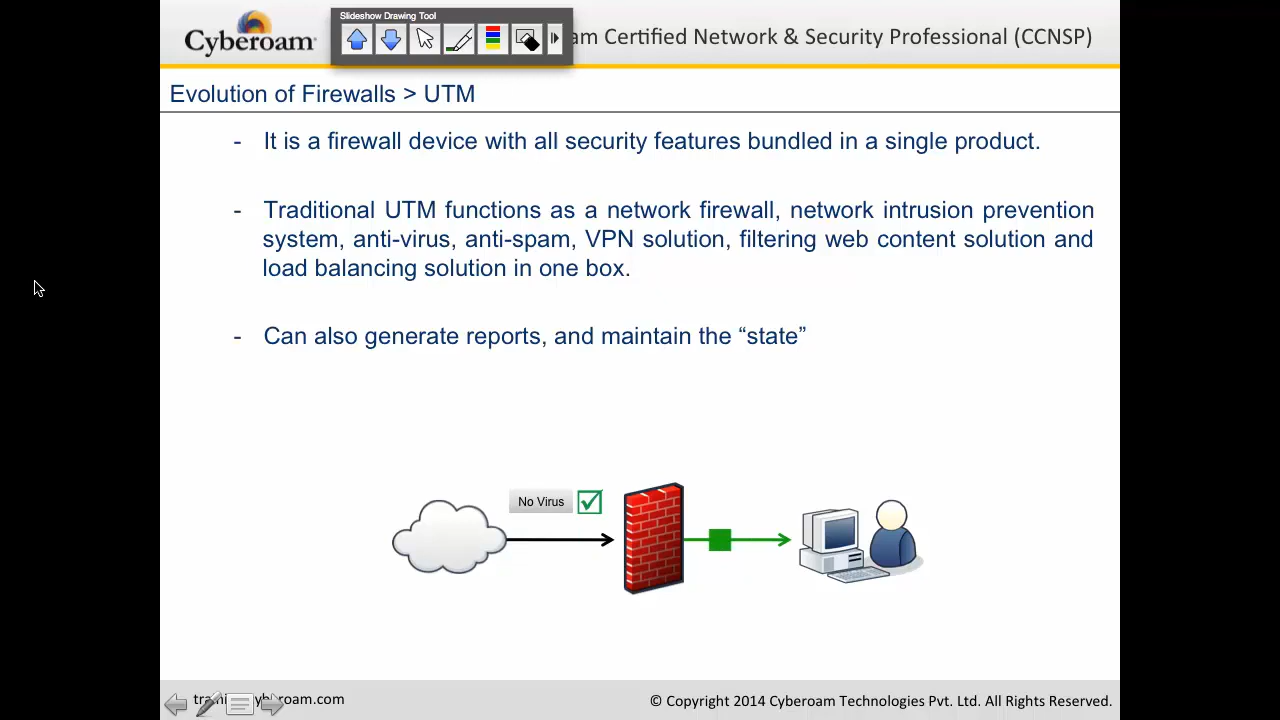 Cyberoam
Slideshow Drawing Tool
am Certified Network & Security Professional (CCNSP)
Evolution of Firewalls > UTM
- It is a firewall device with all security features bundled in a single product.
- Traditional UTM functions as a network firewall, network intrusion prevention
system, anti-virus, anti-spam, VPN solution, filtering web content solution and
load balancing solution in one box.
- Can also generate reports, and maintain the “state”
No Virus
© Copyright 2014 Cyberoam Technologies Pvt. Ltd. All Rights Reserved.